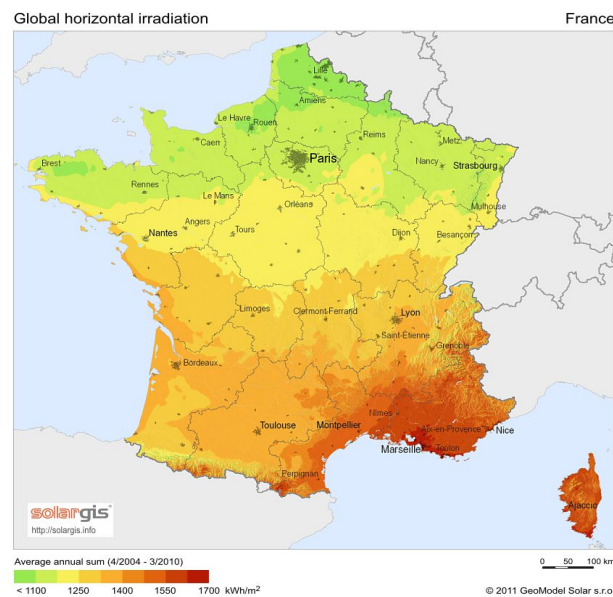 Global horizontal irradiation
France
Lille
Amiens
Le Havre
Rouen
Caen
Reims
Metz
Paris
Nancy
Strasbourg
Brest
Rennes
Le Mans
Orléans
Mulhouse
Angers
Nantes
Tours
Dijon
Besançon
Limoges
Clermont-Ferrand
Lyon
Saint-Étienne
Grenoble
Bordeaux
Nîmes
Toulouse
Montpellier
Aix-en-Provence
Nice
Marseille
Toulon
Perpignan
Ajaccio
solargis
http://solargis.info
Average annual sum (4/2004 - 3/2010)
0 50 100 km
< 1100 1250 1400 1550 1700 kWh/m²
© 2011 GeoModel Solar s.r.o